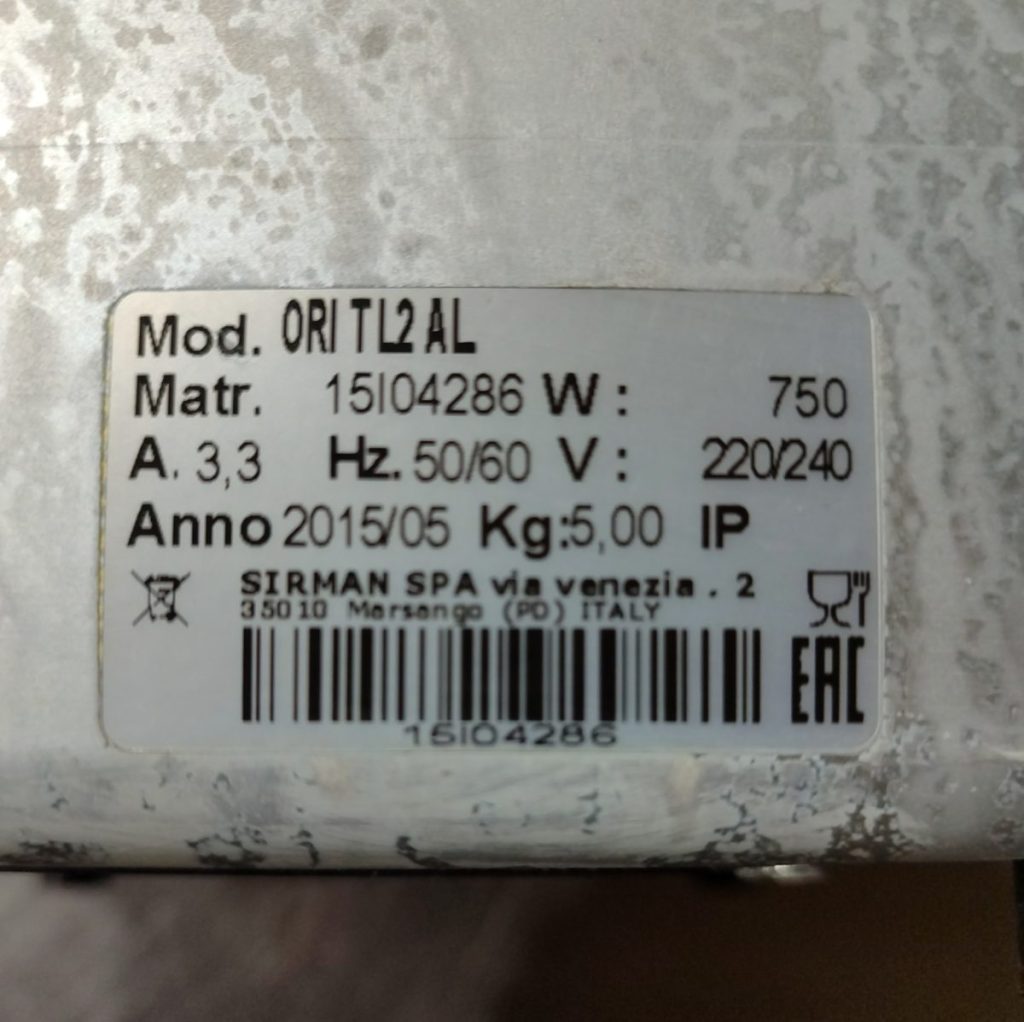 Mod. ORI TL2 AL
Matr. 15I04286 W : 750
A. 3,3 Hz. 50/60 V : 220/240
Anno 2015/05 Kg:5,00 IP
SIRMAN SPA via venezia . 2
35010 Marsango (PD) ITALY
EAC
15I04286